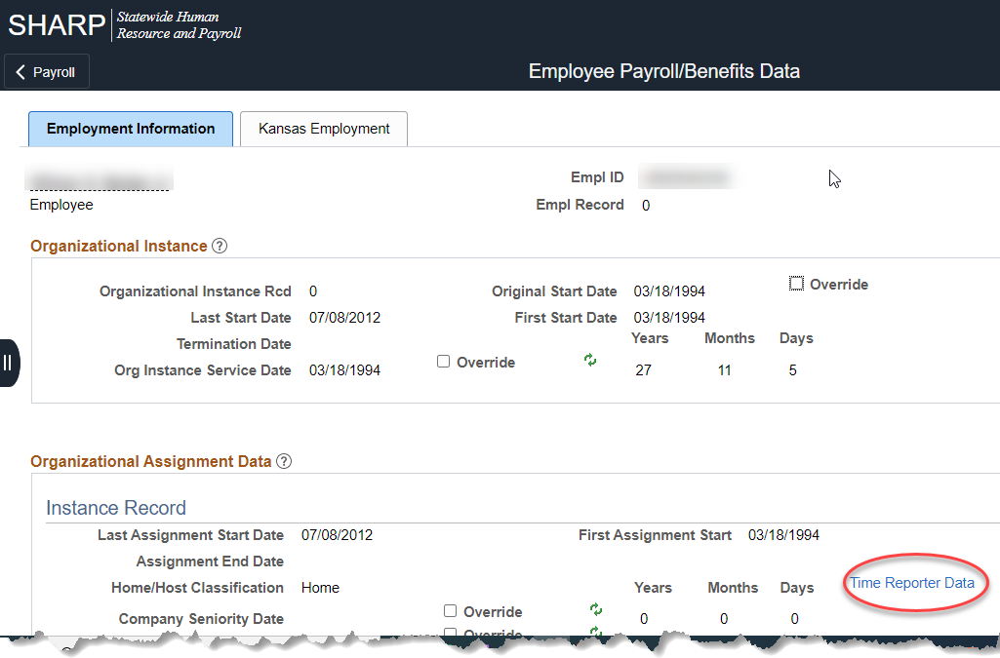 SHARP Statewide Human
Resource and Payroll
Payroll
Employee Payroll/Benefits Data
Employment Information Kansas Employment
Empl ID
Employee
Empl Record 0
Organizational Instance ?
Organizational Instance Rcd 0 Original Start Date 03/18/1994 Override
Last Start Date 07/08/2012 First Start Date 03/18/1994
Termination Date Years Months Days
Override
Org Instance Service Date 03/18/1994 27 11 5
Organizational Assignment Data ?
Instance Record
Last Assignment Start Date 07/08/2012 First Assignment Start 03/18/1994
Assignment End Date
Home/Host Classification Home Years Months Days Time Reporter Data
Company Seniority Date Override 0 0 0
Override